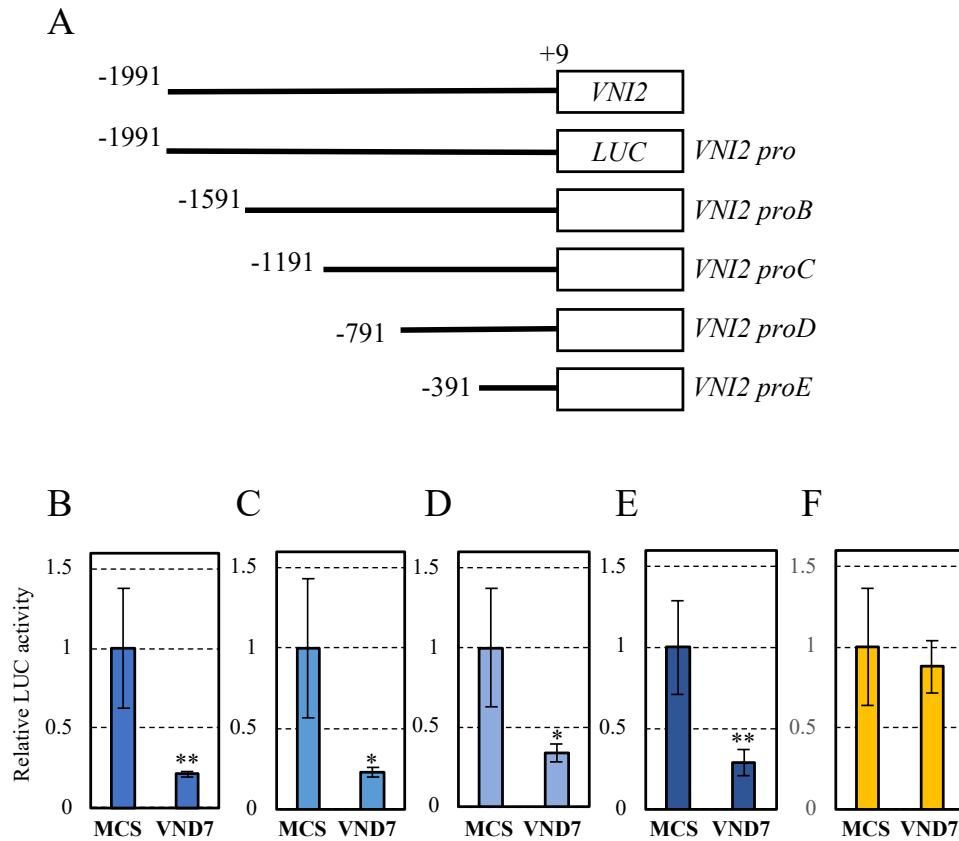 A
+9
-1991 VNI2
-1991 LUC VNI2 pro
-1591 VNI2 proB
-1191 VNI2 proC
-791 VNI2 proD
-391 VNI2 proE
B C D E F
Relative LUC activity
1.5 1.5 1.5 1.5 1.5
1 1 1 1 1
0.5 0.5 0.5 0.5 0.5
** * * **
0 0 0 0 0
MCS VND7 MCS VND7 MCS VND7 MCS VND7 MCS VND7